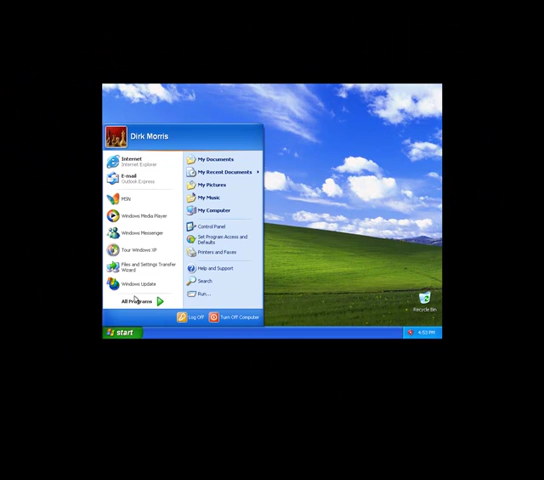 Dirk Morris
Internet
Internet Explorer
E-mail
Outlook Express
MSN
Windows Media Player
Windows Messenger
Tour Windows XP
Files and Settings Transfer
Wizard
Windows Update
All Programs
My Documents
My Recent Documents
My Pictures
My Music
My Computer
Control Panel
Set Program Access and
Defaults
Printers and Faxes
Help and Support
Search
Run...
Log Off
Turn Off Computer
Recycle Bin
start
4:53 PM